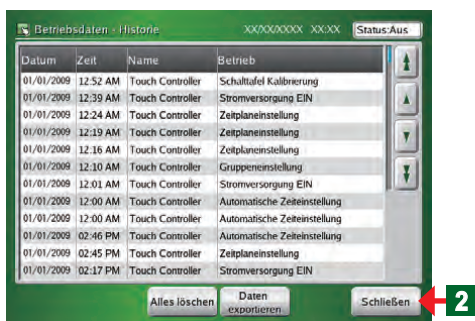 Betriebsdaten - Historie XX/XX/XXXX XX:XX Status:Aus
Datum Zeit Name Betrieb
01/01/2009 12:52 AM Touch Controller Schalttafel Kalibrierung
01/01/2009 12:39 AM Touch Controller Stromversorgung EIN
01/01/2009 12:24 AM Touch Controller Zeitplaneinstellung
01/01/2009 12:19 AM Touch Controller Zeitplaneinstellung
01/01/2009 12:16 AM Touch Controller Zeitplaneinstellung
01/01/2009 12:10 AM Touch Controller Gruppeneinstellung
01/01/2009 12:01 AM Touch Controller Stromversorgung EIN
01/01/2009 12:00 AM Touch Controller Automatische Zeiteinstellung
01/01/2009 12:00 AM Touch Controller Automatische Zeiteinstellung
01/01/2009 02:46 PM Touch Controller Automatische Zeiteinstellung
01/01/2009 02:45 PM Touch Controller Zeitplaneinstellung
01/01/2009 02:17 PM Touch Controller Stromversorgung EIN
Alles löschen Daten exportieren Schließen 2